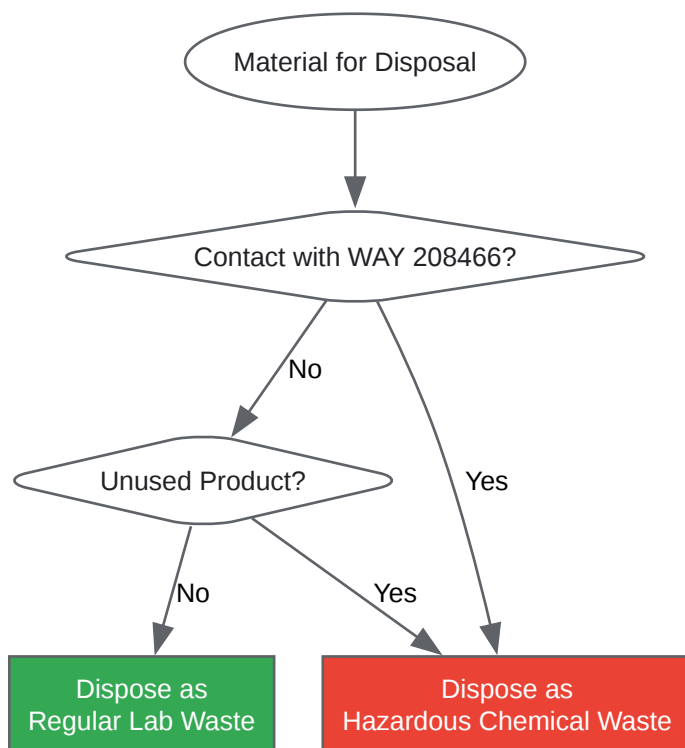 Material for Disposal
Contact with WAY 208466?
No
Unused Product?
Yes
No
Yes
Dispose as
Regular Lab Waste
Dispose as
Hazardous Chemical Waste